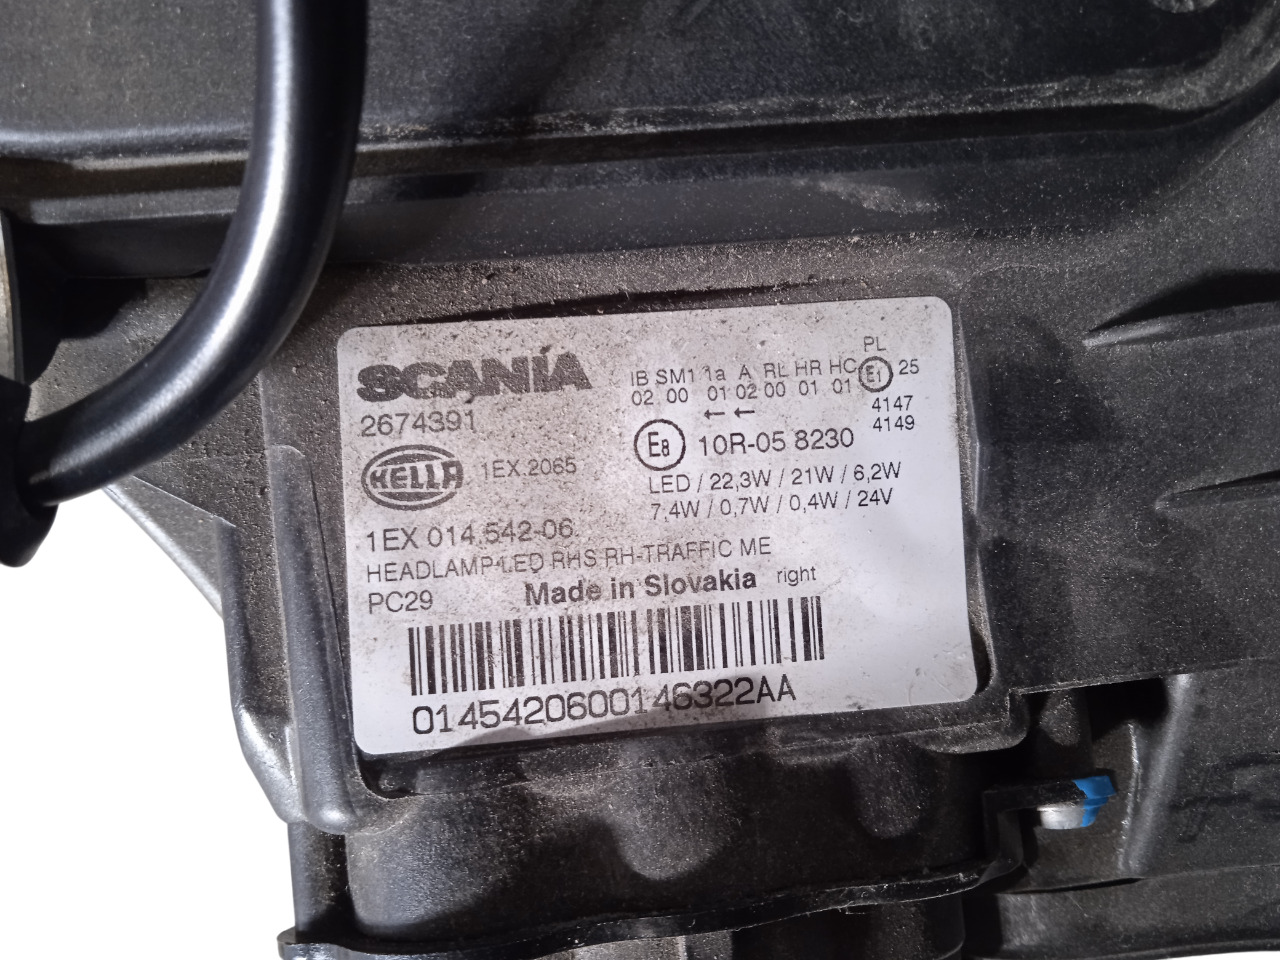 SCANIA
2674391
HELLA
1EX.2065
1EX 014.542-06.
HEADLAMP-LED RHS RH-TRAFFIC ME
PC29
Made in Slovakia right
PL
IB SM1 1a A RL HR HC E1 25
02 00 01 02 00 01 01
←←
4147
4149
E8 10R-05 8230
LED / 22,3W / 21W / 6,2W
7,4W / 0,7W / 0,4W / 24V
0145420600146322AA